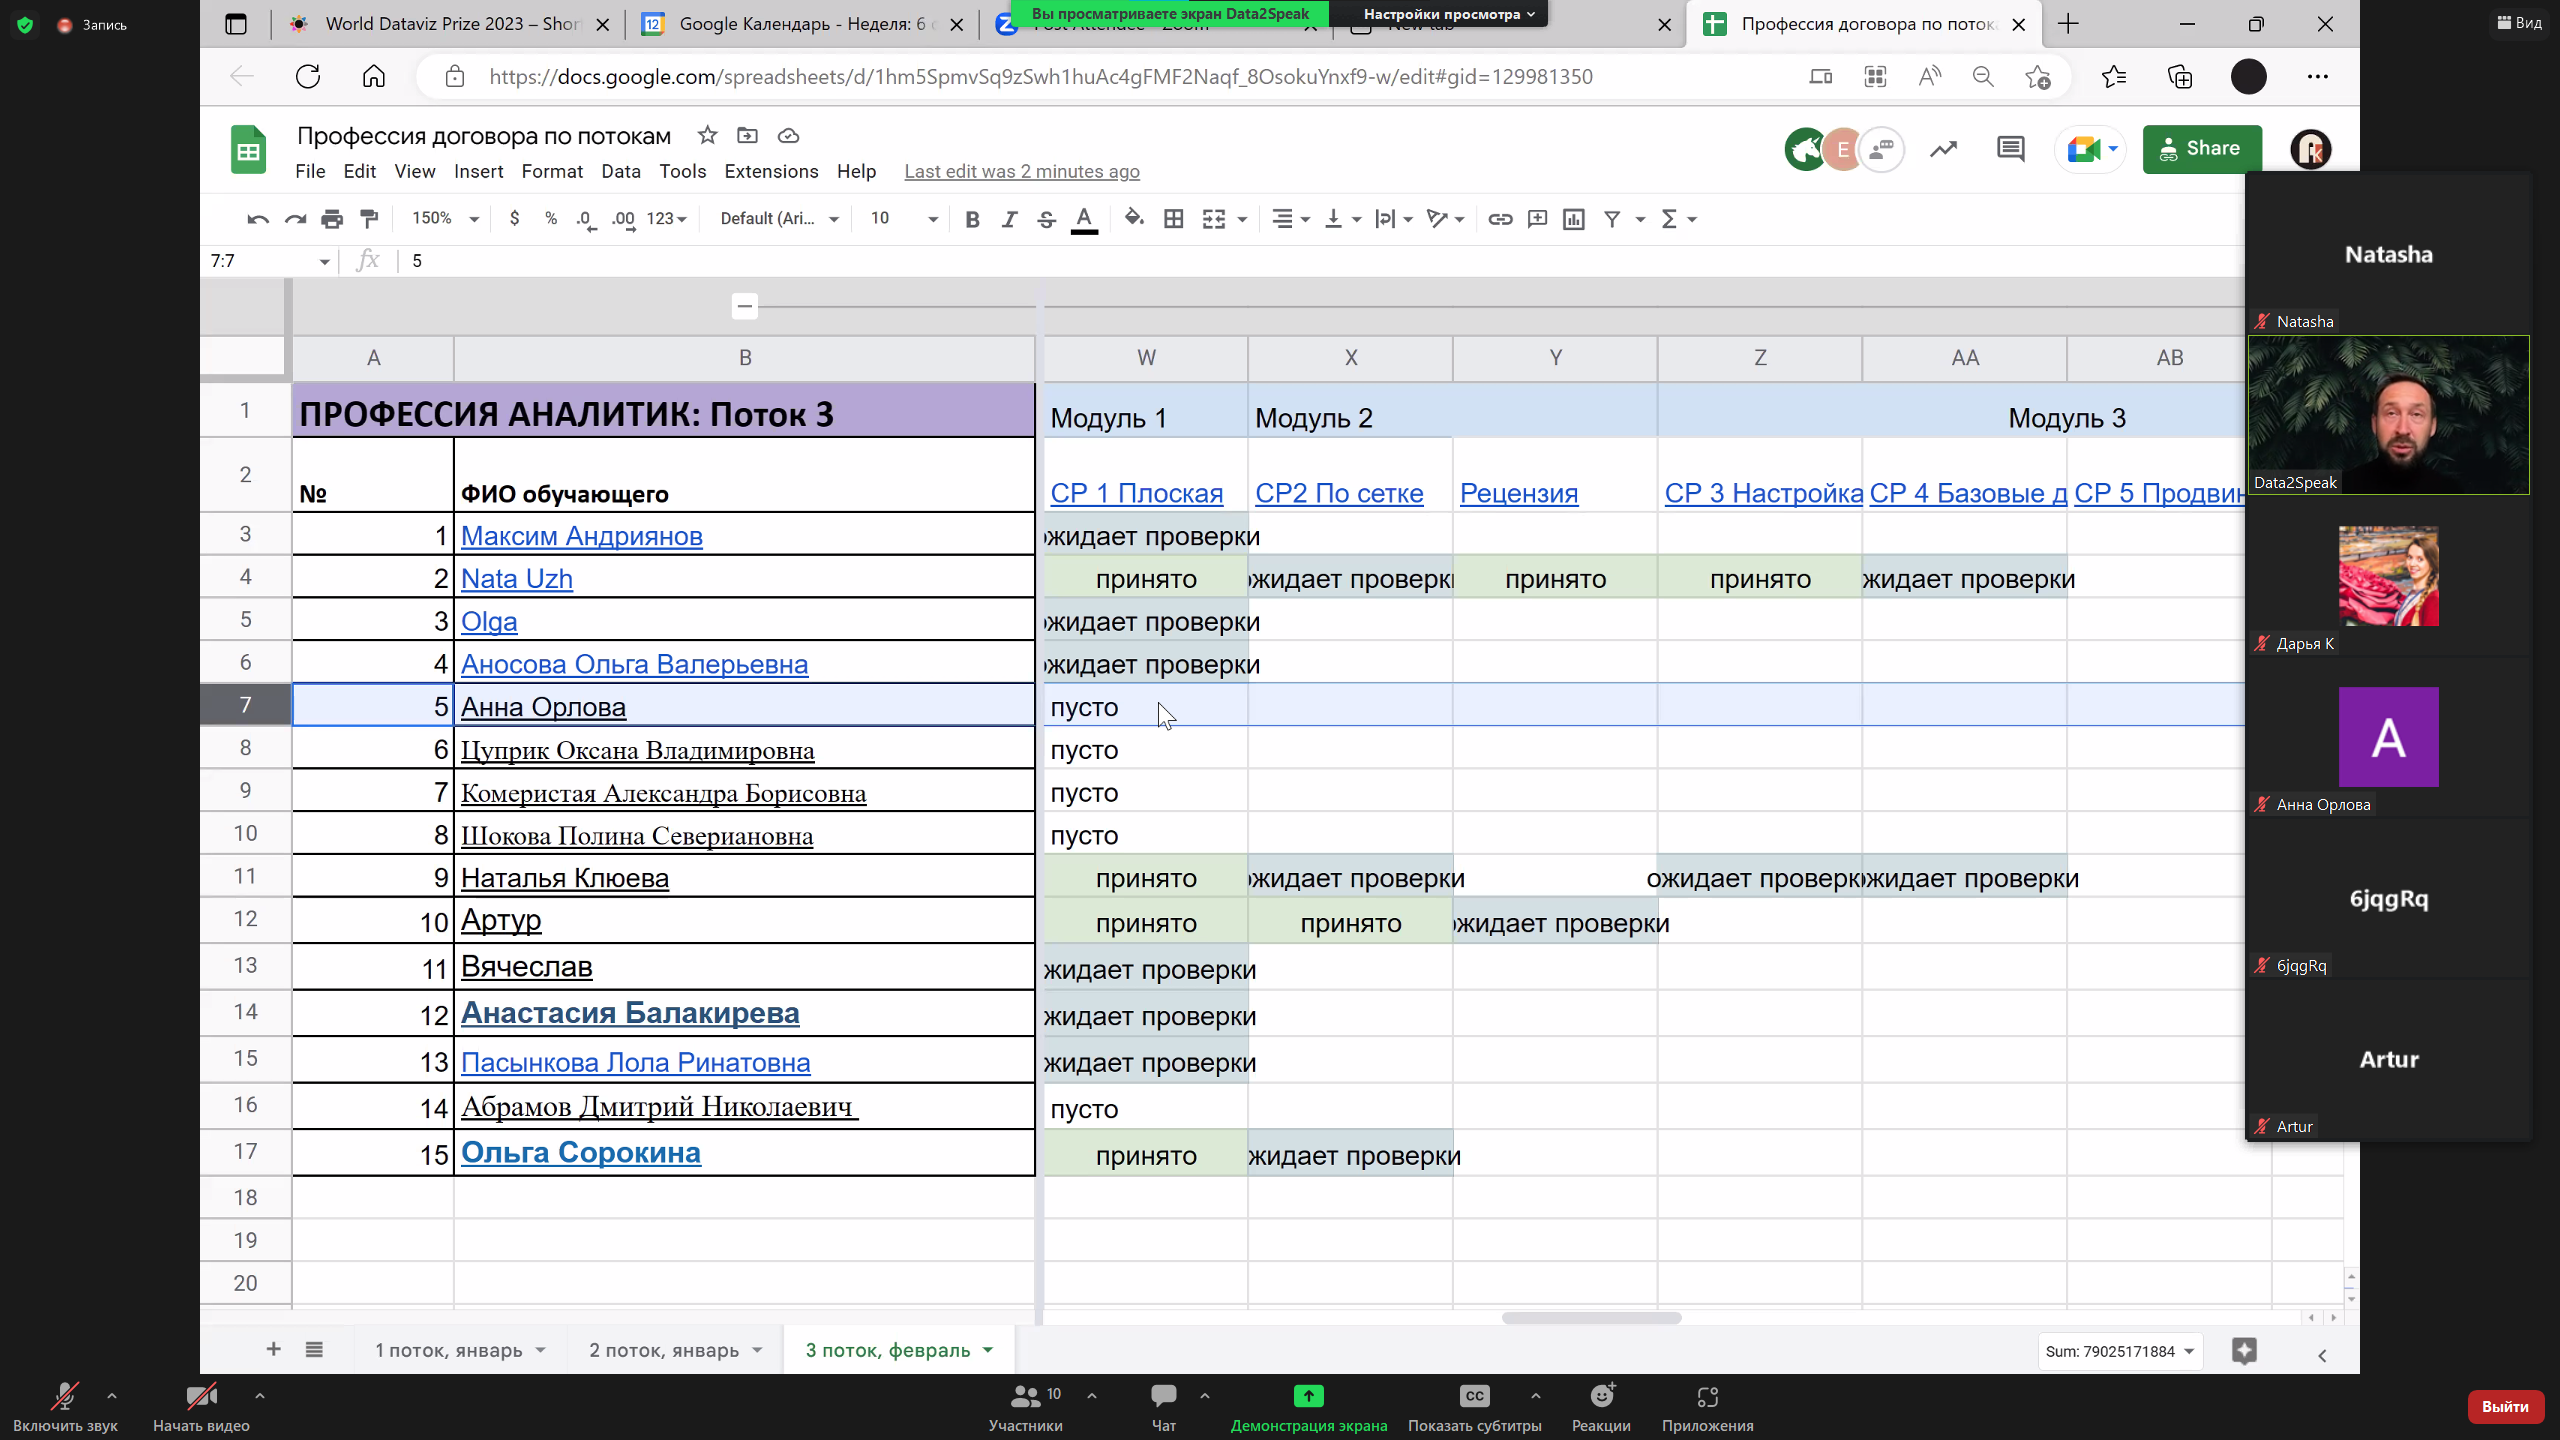 Запись
World Dataviz Prize 2023 – Shor
Google Календарь - Неделя: 6
Вы просматриваете экран Data2Speak
Настройки просмотра
Профессия договора по потока
Вид
https://docs.google.com/spreadsheets/d/1hm5SpmvSq9zSwh1huAc4gFMF2Naqf_8OsokuYnxf9-w/edit#gid=129981350
Профессия договора по потокам
File Edit View Insert Format Data Tools Extensions Help Last edit was 2 minutes ago
E
Share
150% $ % .0 .00 123 Default (Ari... 10 B I S A
7:7 fx 5
A B W X Y Z AA AB
1 ПРОФЕССИЯ АНАЛИТИК: Поток 3 Модуль 1 Модуль 2 Модуль 3
2 № ФИО обучающего СР 1 Плоская СР2 По сетке Рецензия СР 3 Настройка СР 4 Базовые д СР 5 Продвин
3 1 Максим Андриянов ожидает проверки
4 2 Nata Uzh принято ожидает проверки принято принято жидает проверки
5 3 Olga ожидает проверки
6 4 Аносова Ольга Валерьевна ожидает проверки
7 5 Анна Орлова пусто
8 6 Цуприк Оксана Владимировна пусто
9 7 Комеристая Александра Борисовна пусто
10 8 Шокова Полина Севериановна пусто
11 9 Наталья Клюева принято ожидает проверки ожидает проверк ожидает проверки
12 10 Артур принято принято ожидает проверки
13 11 Вячеслав жидает проверки
14 12 Анастасия Балакирева жидает проверки
15 13 Пасынкова Лола Ринатовна жидает проверки
16 14 Абрамов Дмитрий Николаевич пусто
17 15 Ольга Сорокина принято жидает проверки
18
19
20
Natasha
Natasha
Data2Speak
Дарья К
А
Анна Орлова
6jqgRq
6jqgRq
Artur
Artur
1 поток, январь 2 поток, январь 3 поток, февраль Sum: 79025171884
Включить звук Начать видео Участники 10 Чат Демонстрация экрана CC Показать субтитры Реакции Приложения Выйти